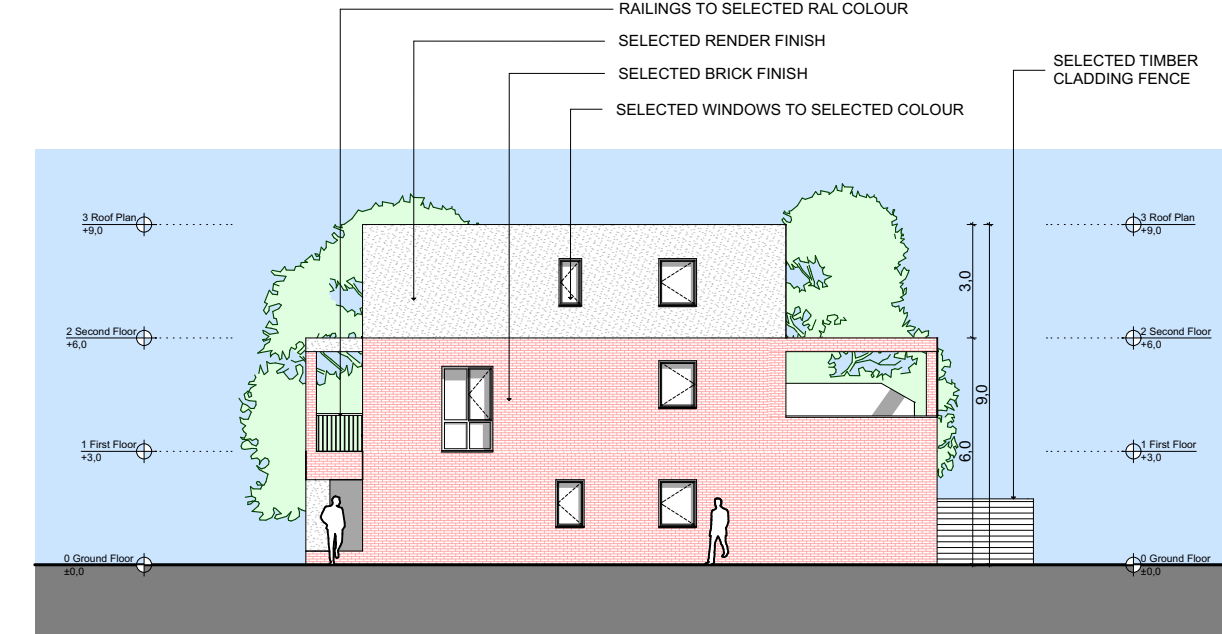 RAILINGS TO SELECTED RAL COLOUR
SELECTED RENDER FINISH
SELECTED BRICK FINISH
SELECTED WINDOWS TO SELECTED COLOUR
SELECTED TIMBER
CLADDING FENCE
3 Roof Plan
+9,0
2 Second Floor
+6,0
1 First Floor
+3,0
0 Ground Floor
±0,0
3,0
9,0
6,0
3 Roof Plan
+9,0
2 Second Floor
+6,0
1 First Floor
+3,0
0 Ground Floor
±0,0